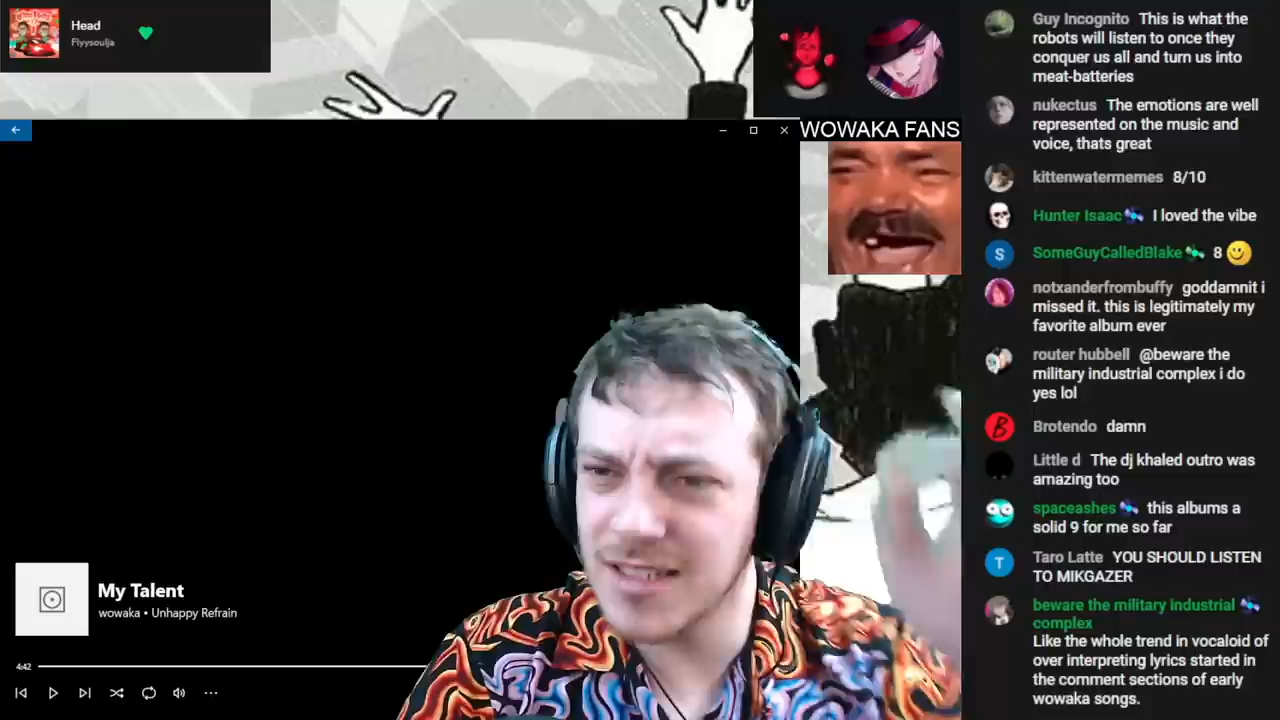 Head
Flyysoulja
WOWAKA FANS
My Talent
wowaka • Unhappy Refrain
4:42
Guy Incognito This is what the
robots will listen to once they
conquer us all and turn us into
meat-batteries
nukectus The emotions are well
represented on the music and
voice, thats great
kittenwatermemes 8/10
Hunter Isaac I loved the vibe
S
SomeGuyCalledBlake 8
notxanderfrombuffy goddamnit i
missed it. this is legitimately my
favorite album ever
router hubbell @beware the
military industrial complex i do
yes lol
B
Brotendo damn
Little d The dj khaled outro was
amazing too
spaceashes this albums a
solid 9 for me so far
T
Taro Latte YOU SHOULD LISTEN
TO MIKGAZER
beware the military industrial
complex
Like the whole trend in vocaloid of
over interpreting lyrics started in
the comment sections of early
wowaka songs.